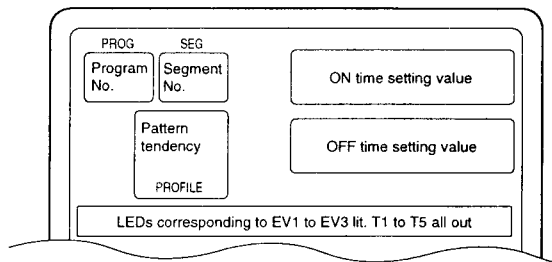 PROG SEG
Program No.
Segment No.
ON time setting value
Pattern tendency
PROFILE
OFF time setting value
LEDs corresponding to EV1 to EV3 lit. T1 to T5 all out